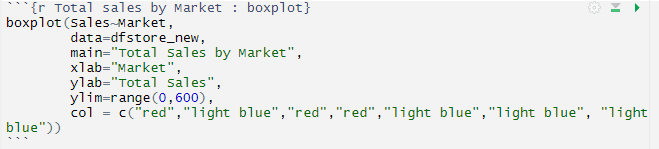 ```{r Total sales by Market : boxplot}
boxplot(Sales~Market,
        data=dfstore_new,
        main="Total Sales by Market",
        xlab="Market",
        ylab="Total Sales",
        ylim=range(0,600),
        col = c("red","light blue","red","red","light blue","light blue", "light
blue"))
```